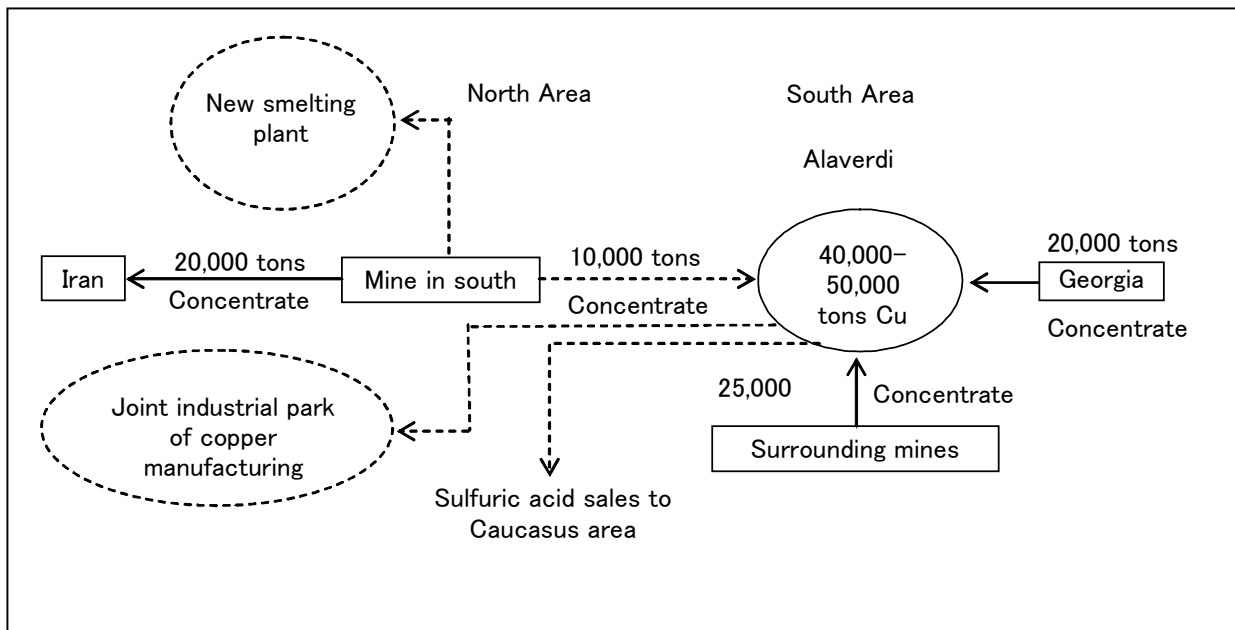 New smelting
plant
North Area
South Area
Alaverdi
Iran
20,000 tons
Concentrate
Mine in south
10,000 tons
Concentrate
40,000-
50,000
tons Cu
20,000 tons
Georgia
Concentrate
Joint industrial park
of copper
manufacturing
25,000
Concentrate
Surrounding mines
Sulfuric acid sales to
Caucasus area